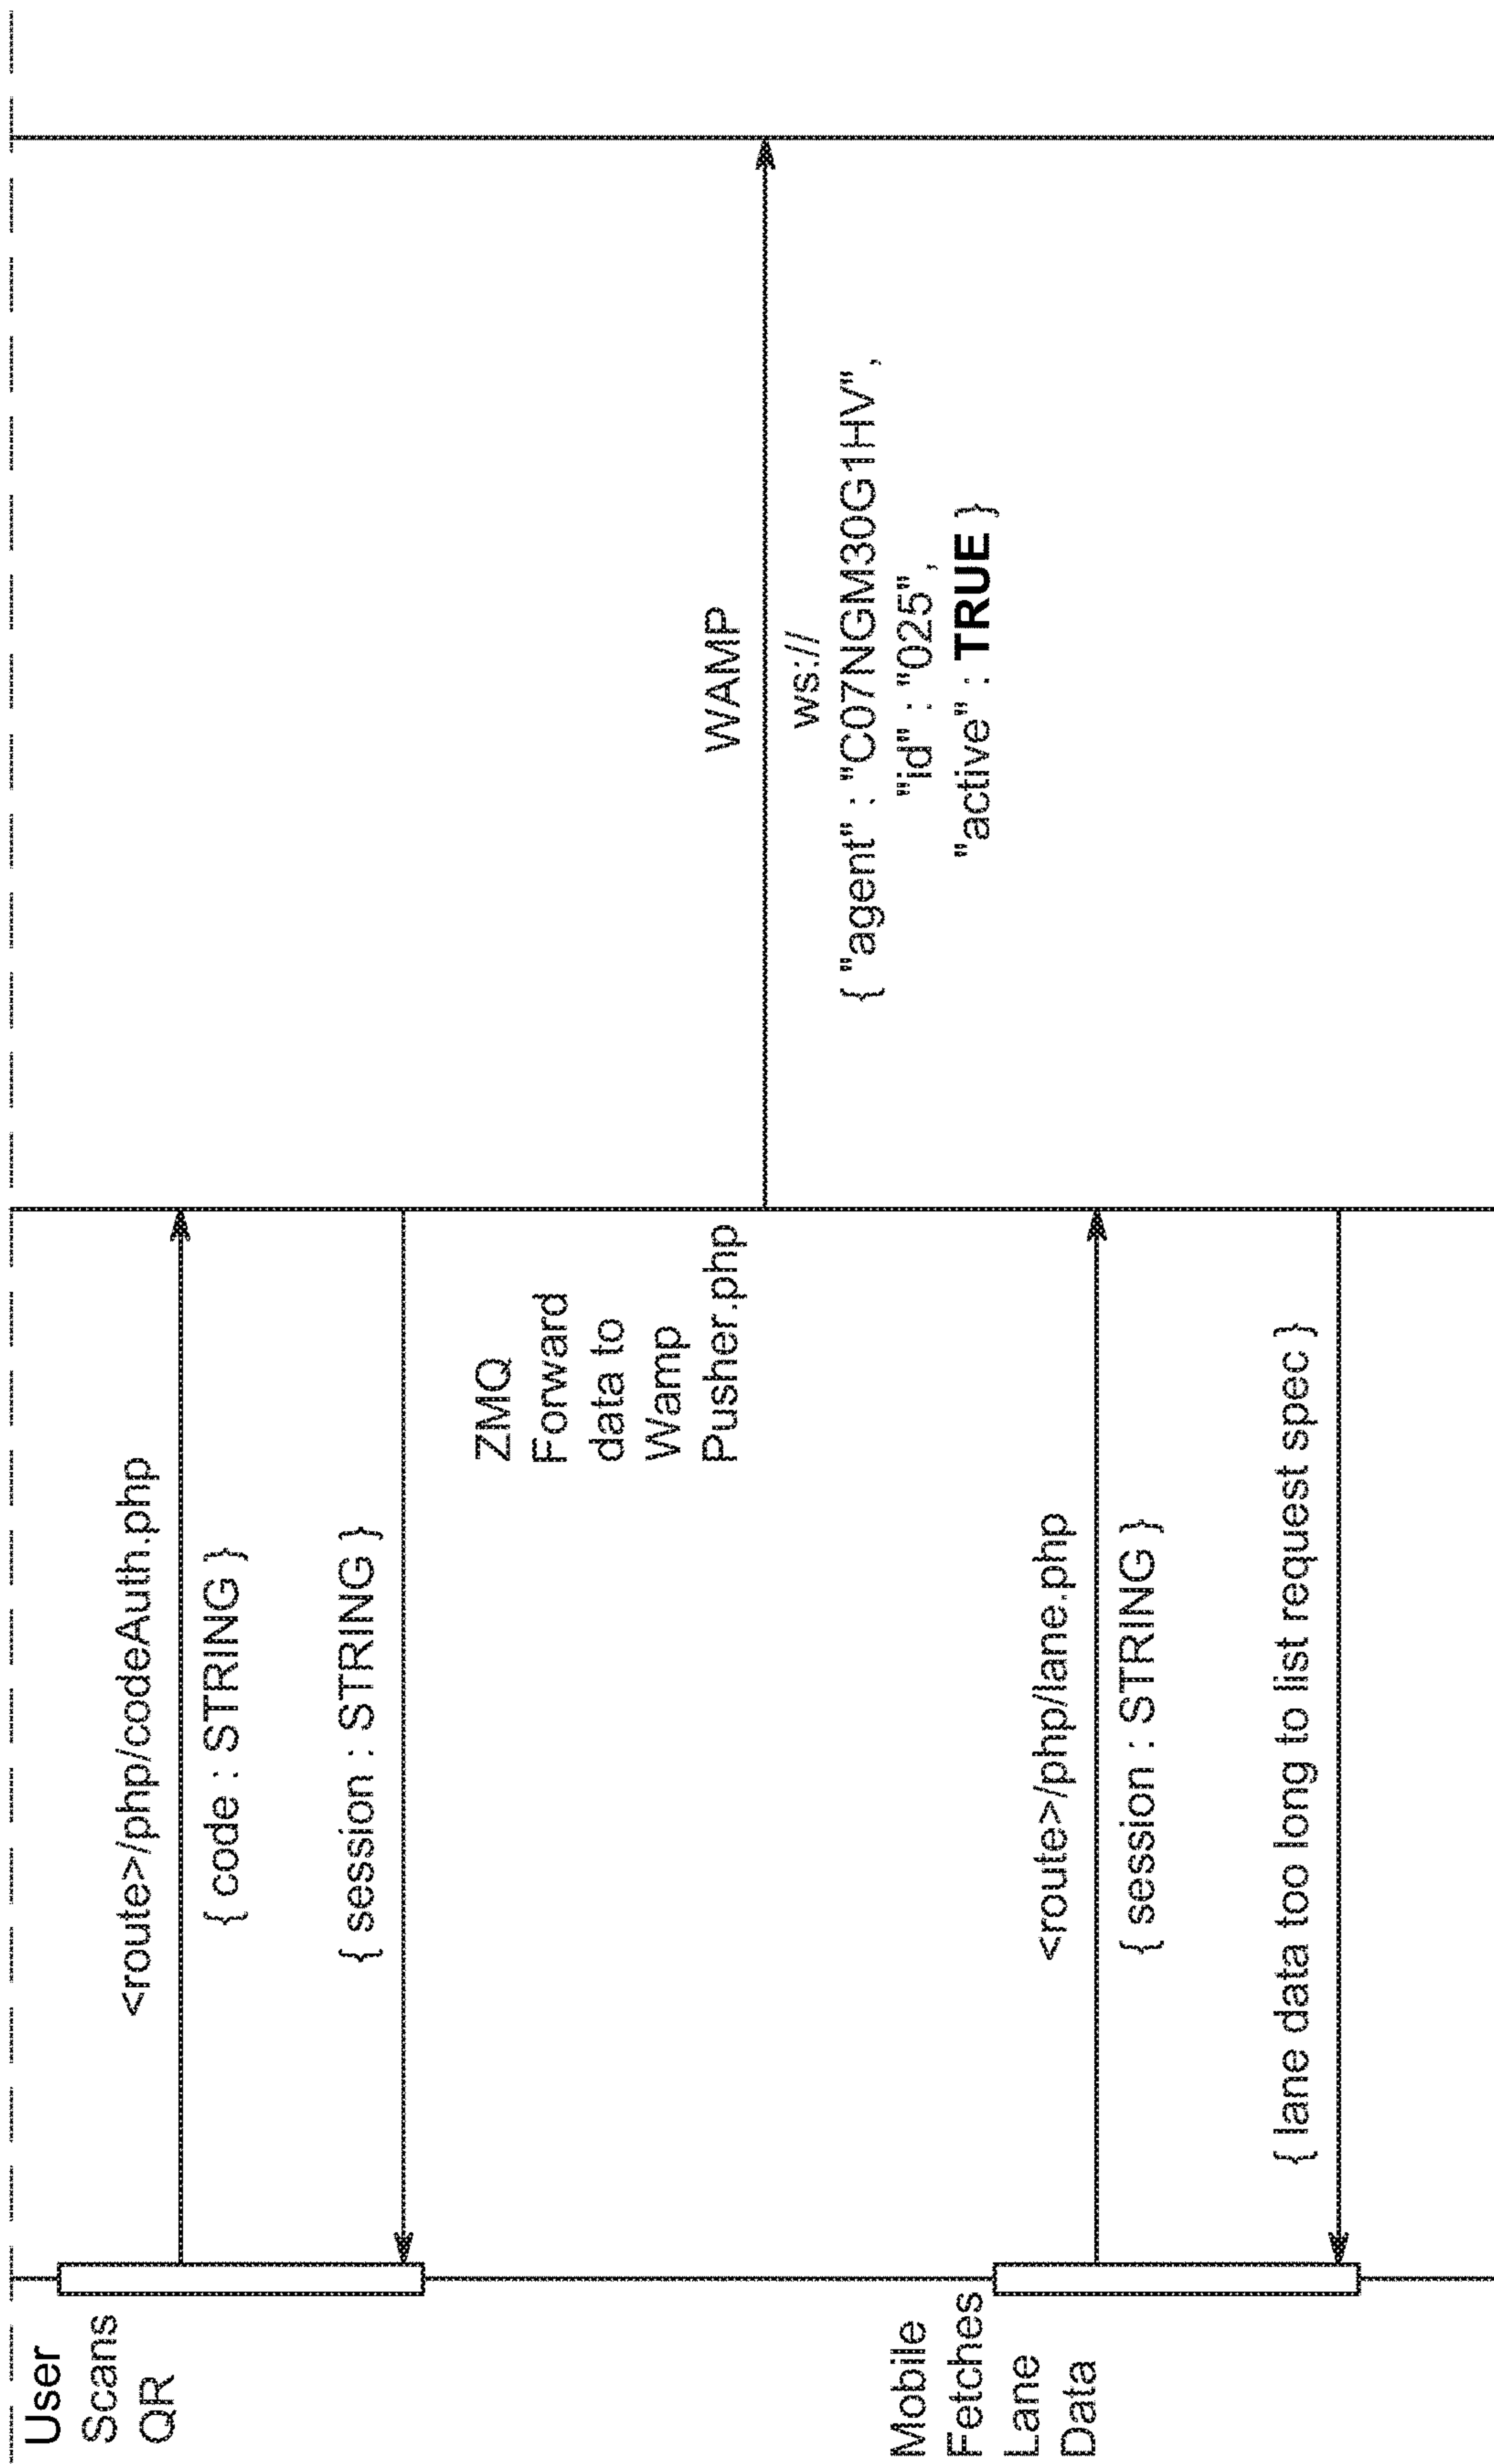 User
Scans
QR
<route>/php/codeAuth.php
{ code : STRING }
{ session : STRING }
ZMQ
Forward
data to
Wamp
Pusher.php
WAMP
ws://
{ "agent" : "C07NGM30G1HV" ,
"id" : "025" ,
"active" : TRUE }
Mobile
Fetches
Lane
Data
<route>/php/lane.php
{ session : STRING }
{ lane data too long to list request spec }